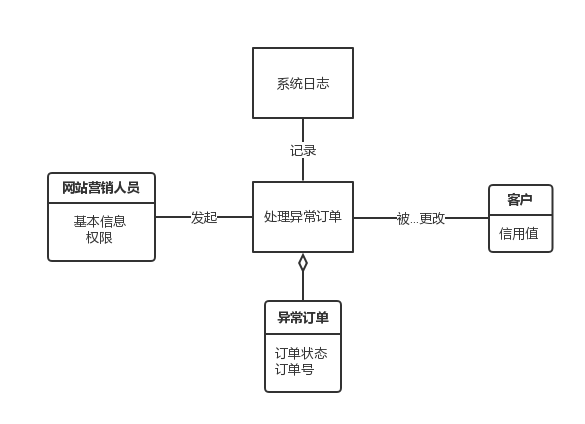 系统日志
记录
网站营销人员
基本信息
权限
发起
处理异常订单
被...更改
客户
信用值
异常订单
订单状态
订单号